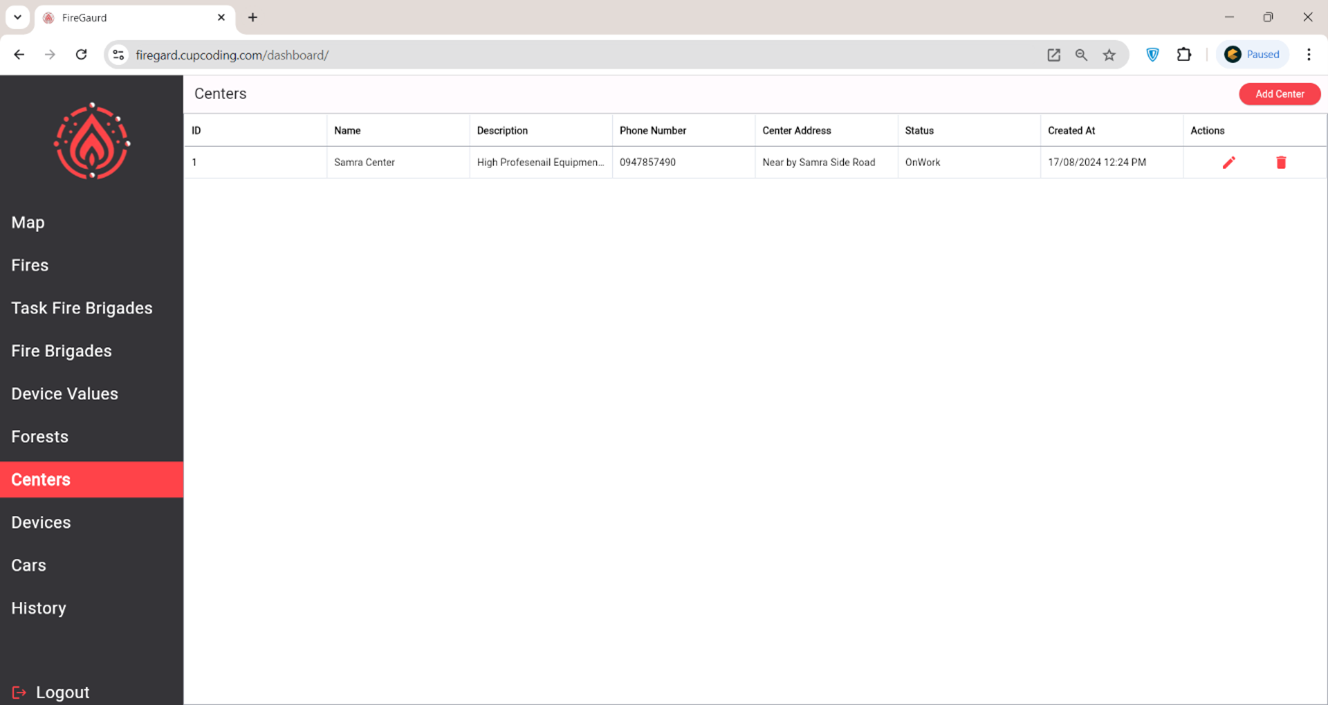 FireGaurd
firegard.cupcoding.com/dashboard/
Paused
Centers
Add Center
ID Name Description Phone Number Center Address Status Created At Actions
1 Samra Center High Profesenail Equipmen... 0947857490 Near by Samra Side Road OnWork 17/08/2024 12:24 PM
Map
Fires
Task Fire Brigades
Fire Brigades
Device Values
Forests
Centers
Devices
Cars
History
Logout